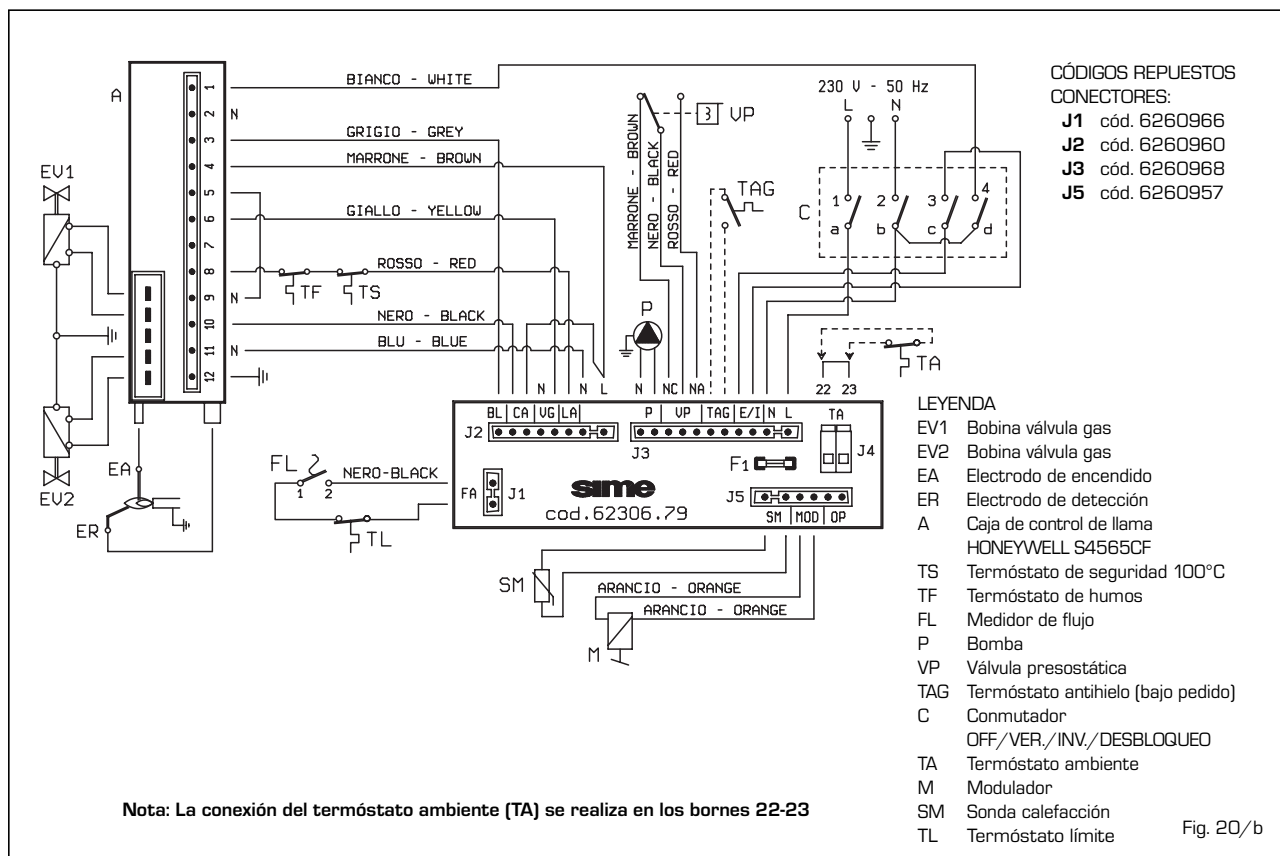 A
1
2
3
4
5
6
7
8
9
10
11
12
N
N
N
BIANCO - WHITE
GRIGIO - GREY
MARRONE - BROWN
GIALLO - YELLOW
ROSSO - RED
TF
TS
NERO - BLACK
BLU - BLUE
EV1
EV2
EA
ER
MARRONE - BROWN
NERO - BLACK
ROSSO - RED
VP
TAG
P
230 V - 50 Hz
L
N
C
1
2
3
4
a
b
c
d
TA
22 23
N
N
L
N
NC
NA
BL CA VG LA
J2
P VP TAG E/I N L
J3
TA
J4
F1
FA
J1
sime
cod.62306.79
J5
SM MOD OP
FL
1 2
NERO-BLACK
TL
SM
ARANCIO - ORANGE
ARANCIO - ORANGE
M
CÓDIGOS REPUESTOS
CONECTORES:
J1 cód. 6260966
J2 cód. 6260960
J3 cód. 6260968
J5 cód. 6260957
LEYENDA
EV1 Bobina válvula gas
EV2 Bobina válvula gas
EA Electrodo de encendido
ER Electrodo de detección
A Caja de control de llama
HONEYWELL S4565CF
TS Termóstato de seguridad 100°C
TF Termóstato de humos
FL Medidor de flujo
P Bomba
VP Válvula presostática
TAG Termóstato antihielo (bajo pedido)
C Conmutador
OFF/VER./INV./DESBLOQUEO
TA Termóstato ambiente
M Modulador
SM Sonda calefacción
TL Termóstato límite
Nota: La conexión del termóstato ambiente (TA) se realiza en los bornes 22-23
Fig. 20/b